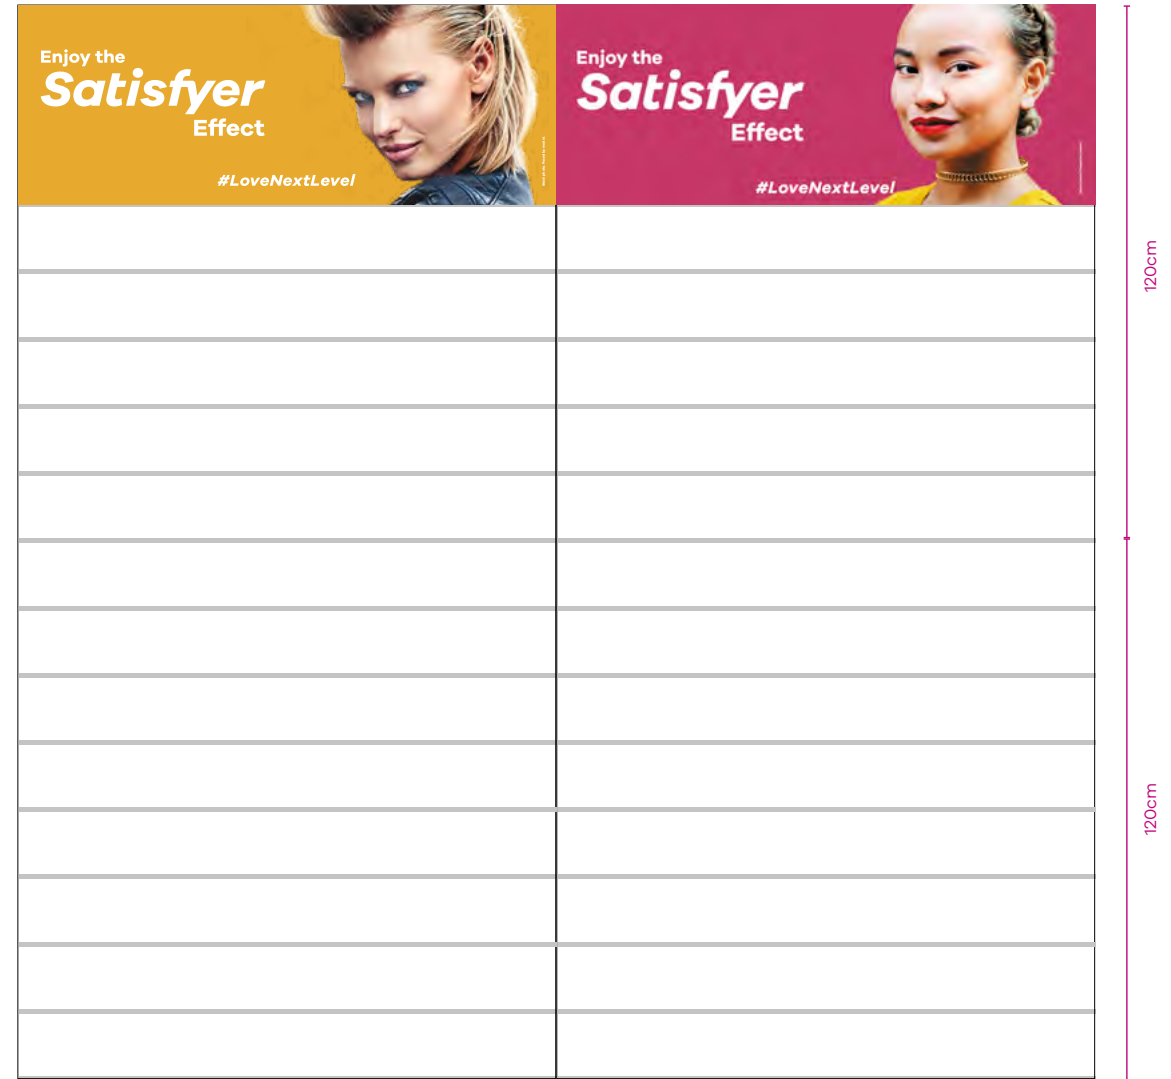 Enjoy the
Satisfyer
Effect
#LoveNextLevel
Enjoy the
Satisfyer
Effect
#LoveNextLevel
120cm
120cm